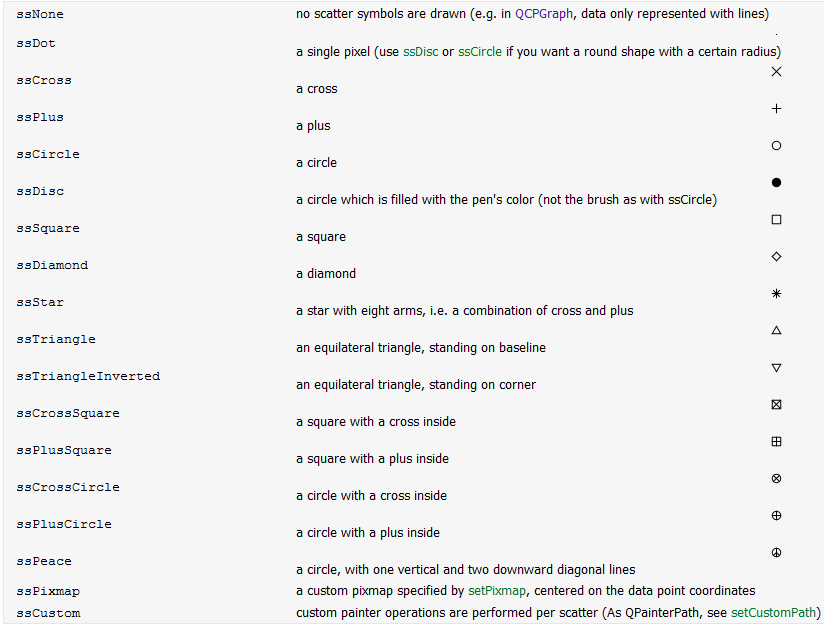 ssNone no scatter symbols are drawn (e.g. in QCPGraph, data only represented with lines)
ssDot a single pixel (use ssDisc or ssCircle if you want a round shape with a certain radius)
ssCross a cross
ssPlus a plus
ssCircle a circle
ssDisc a circle which is filled with the pen's color (not the brush as with ssCircle)
ssSquare a square
ssDiamond a diamond
ssStar a star with eight arms, i.e. a combination of cross and plus
ssTriangle an equilateral triangle, standing on baseline
ssTriangleInverted an equilateral triangle, standing on corner
ssCrossSquare a square with a cross inside
ssPlusSquare a square with a plus inside
ssCrossCircle a circle with a cross inside
ssPlusCircle a circle with a plus inside
ssPeace a circle, with one vertical and two downward diagonal lines
ssPixmap a custom pixmap specified by setPixmap, centered on the data point coordinates
ssCustom custom painter operations are performed per scatter (As QPainterPath, see setCustomPath)